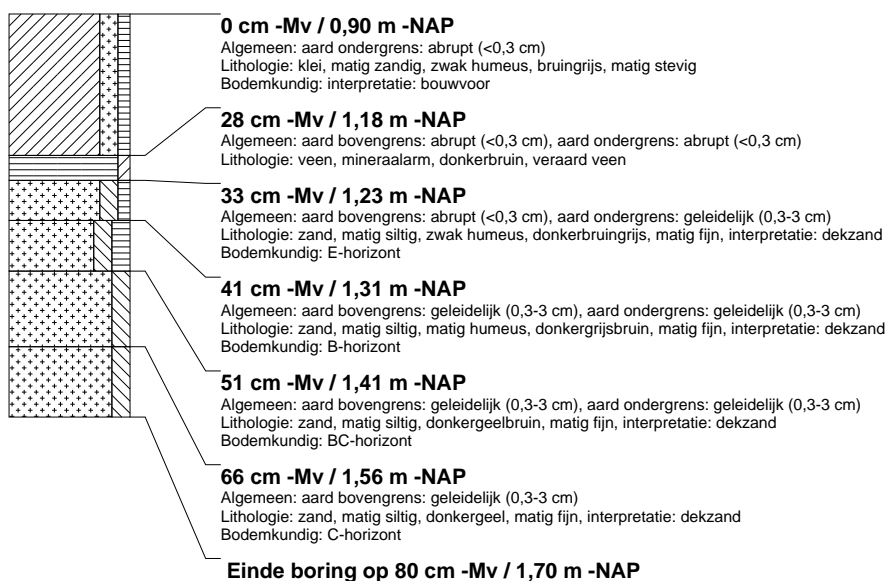 0 cm -Mv / 0,90 m -NAP
Algemeen: aard ondergrens: abrupt (<0,3 cm)
Lithologie: klei, matig zandig, zwak humeus, bruingrijs, matig stevig
Bodemkundig: interpretatie: bouwvoor
28 cm -Mv / 1,18 m -NAP
Algemeen: aard bovengrens: abrupt (<0,3 cm), aard ondergrens: abrupt (<0,3 cm)
Lithologie: veen, mineraalarm, donkerbruin, veraard veen
33 cm -Mv / 1,23 m -NAP
Algemeen: aard bovengrens: abrupt (<0,3 cm), aard ondergrens: geleidelijk (0,3-3 cm)
Lithologie: zand, matig siltig, zwak humeus, donkerbruingrijs, matig fijn, interpretatie: dekzand
Bodemkundig: E-horizont
41 cm -Mv / 1,31 m -NAP
Algemeen: aard bovengrens: geleidelijk (0,3-3 cm), aard ondergrens: geleidelijk (0,3-3 cm)
Lithologie: zand, matig siltig, matig humeus, donkergrijsbruin, matig fijn, interpretatie: dekzand
Bodemkundig: B-horizont
51 cm -Mv / 1,41 m -NAP
Algemeen: aard bovengrens: geleidelijk (0,3-3 cm), aard ondergrens: geleidelijk (0,3-3 cm)
Lithologie: zand, matig siltig, donkergeelbruin, matig fijn, interpretatie: dekzand
Bodemkundig: BC-horizont
66 cm -Mv / 1,56 m -NAP
Algemeen: aard bovengrens: geleidelijk (0,3-3 cm)
Lithologie: zand, matig siltig, donkergeel, matig fijn, interpretatie: dekzand
Bodemkundig: C-horizont
Einde boring op 80 cm -Mv / 1,70 m -NAP